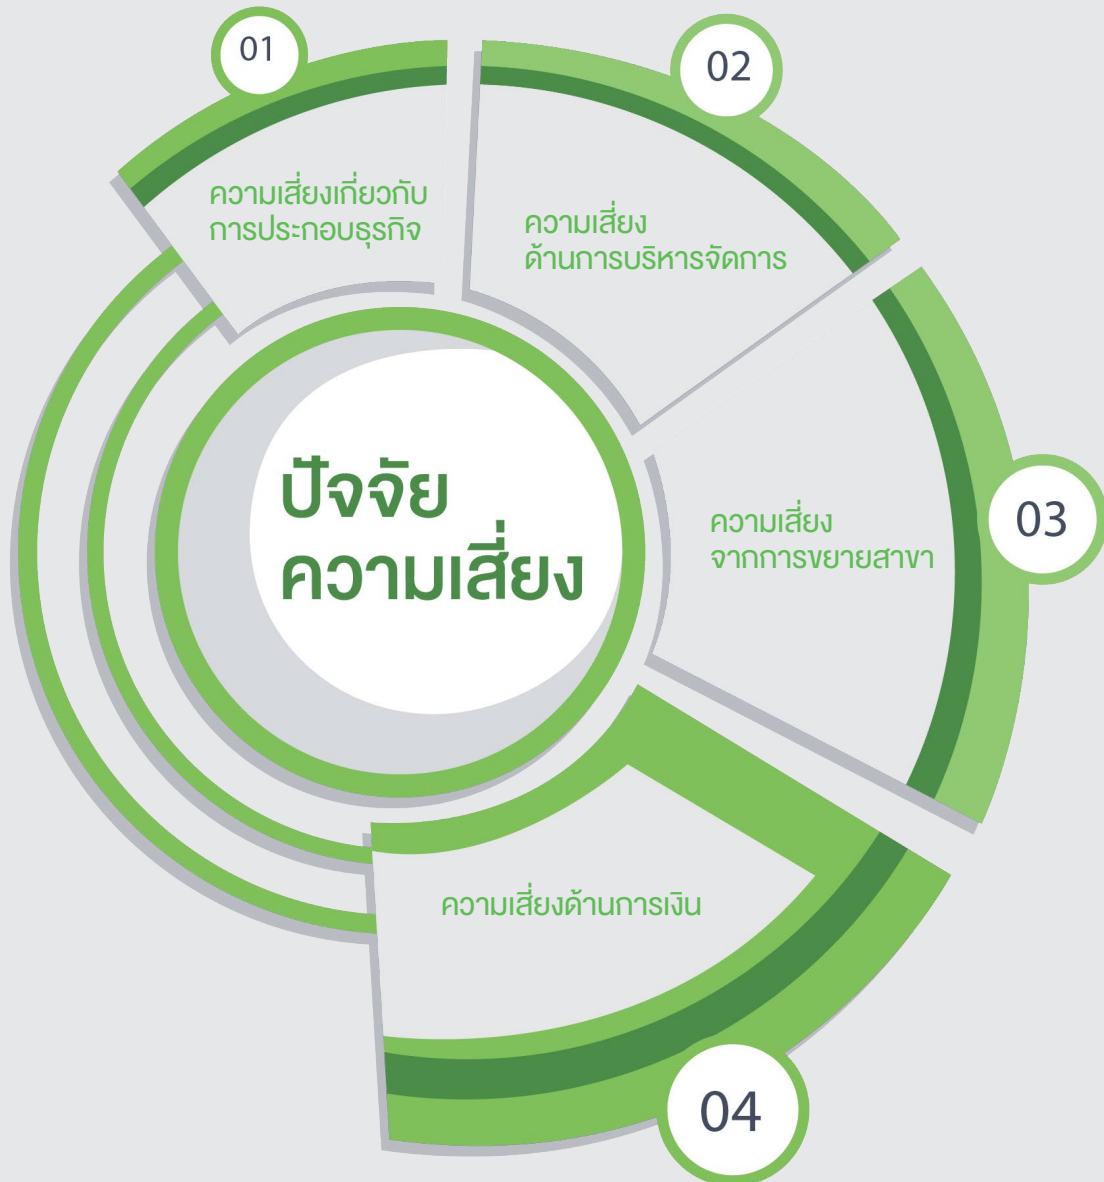 01
ความเสี่ยงเกี่ยวกับ
การประกอบธุรกิจ
02
ความเสี่ยง
ด้านการบริหารจัดการ
03
ความเสี่ยง
จากการขยายสาขา
ปัจจัย
ความเสี่ยง
ความเสี่ยงด้านการเงิน
04